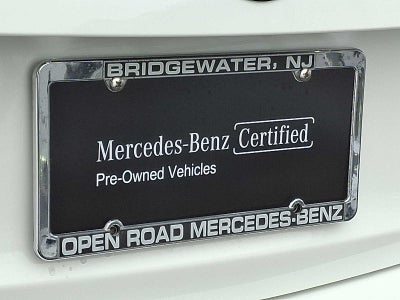 BRIDGEWATER, NJ
Mercedes-Benz Certified
Pre-Owned Vehicles
OPEN ROAD MERCEDES-BENZ